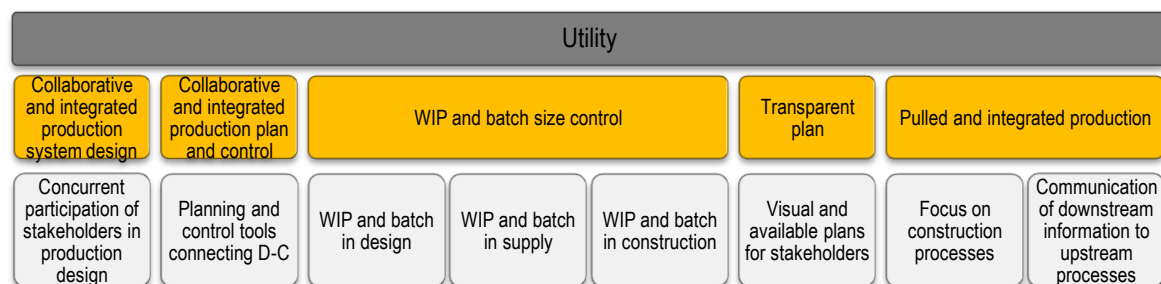 Utility
Collaborative
and integrated
production
system design
Collaborative
and integrated
production plan
and control
WIP and batch size control
Transparent
plan
Pulled and integrated production
Concurrent
participation of
stakeholders in
production
design
Planning and
control tools
connecting D-C
WIP and batch
in design
WIP and batch
in supply
WIP and batch
in construction
Visual and
available plans
for stakeholders
Focus on
construction
processes
Communication
of downstream
information to
upstream
processes